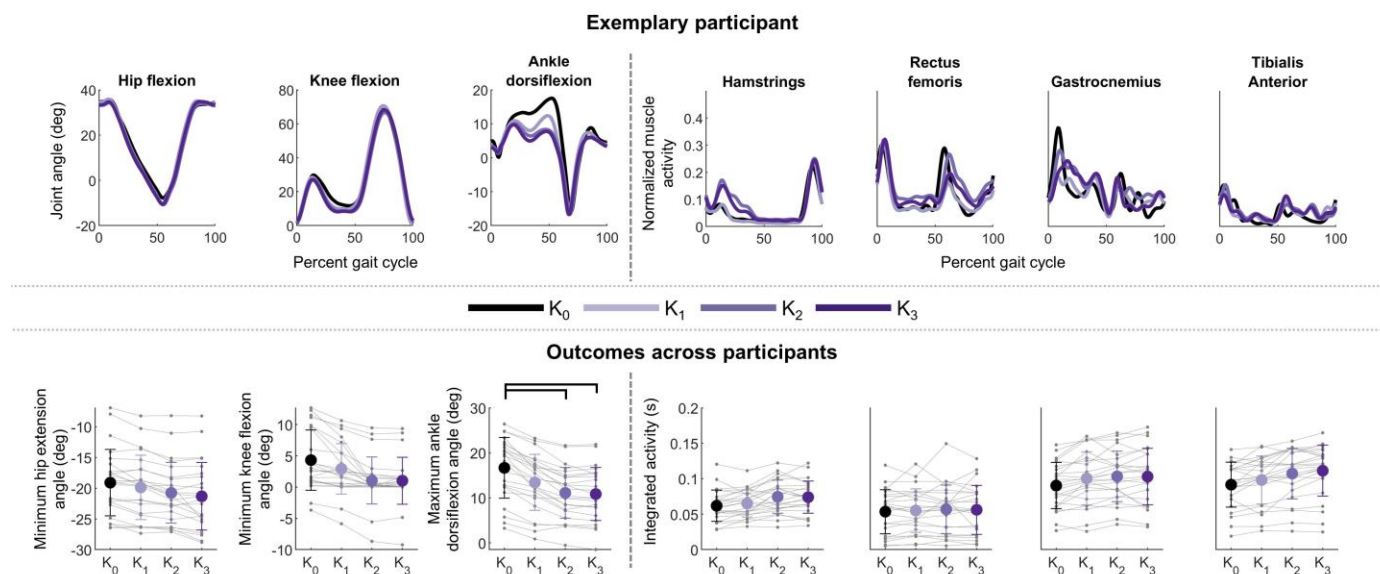 Exemplary participant
Hip flexion
Knee flexion
Ankle
dorsiflexion
Hamstrings
Rectus
femoris
Gastrocnemius
Tibialis
Anterior
Joint angle (deg)
40
20
0
-20
0
50
100
80
60
40
20
0
0
50
100
20
10
0
-10
-20
0
50
100
Percent gait cycle
Normalized muscle
activity
0.4
0.3
0.2
0.1
0
0
50
100
0
50
100
0
50
100
0
50
100
Percent gait cycle
K₀ K₁ K₂ K₃
Outcomes across participants
Minimum hip extension
angle (deg)
-10
-15
-20
-25
-30
K₀ K₁ K₂ K₃
Minimum knee flexion
angle (deg)
10
5
0
-5
-10
K₀ K₁ K₂ K₃
Maximum ankle
dorsiflexion angle (deg)
30
20
10
0
K₀ K₁ K₂ K₃
Integrated activity (s)
0.2
0.15
0.1
0.05
0
K₀ K₁ K₂ K₃
K₀ K₁ K₂ K₃
K₀ K₁ K₂ K₃
K₀ K₁ K₂ K₃